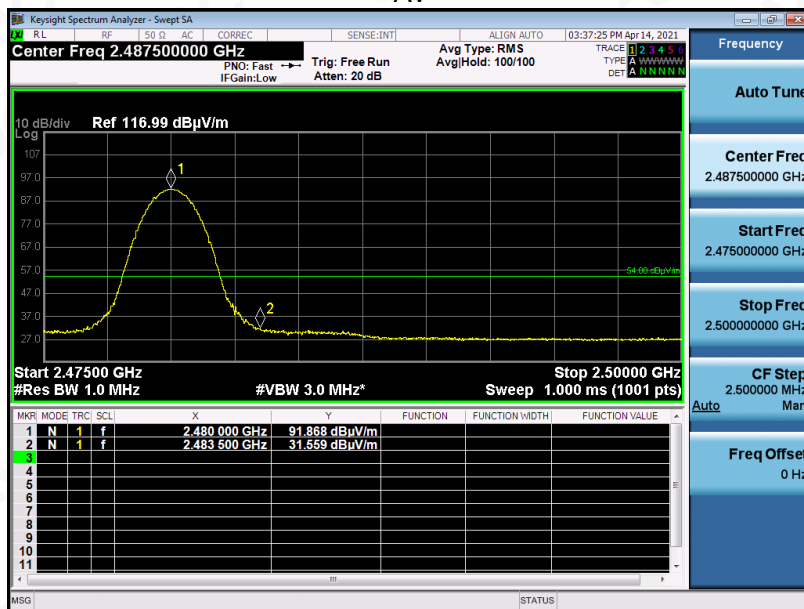 AV
Keysight Spectrum Analyzer - Swept SA
LXI RL RF 50 Ω AC CORREC SENSE:INT ALIGN AUTO 03:37:25 PM Apr 14, 2021
Center Freq 2.487500000 GHz
PNO: Fast
IFGain:Low
Trig: Free Run
Atten: 20 dB
Avg Type: RMS
Avg|Hold: 100/100
TRACE 1 2 3 4 5 6
TYPE A WWWWW
DET A N N N N N
10 dB/div Ref 116.99 dBµV/m
Log
107
97.0
87.0
77.0
67.0
57.0
47.0
37.0
27.0
1
2
54.00 dBµV/m
Start 2.47500 GHz Stop 2.50000 GHz
#Res BW 1.0 MHz #VBW 3.0 MHz* Sweep 1.000 ms (1001 pts)
MKR MODE TRC SCL X Y FUNCTION FUNCTION WIDTH FUNCTION VALUE
1 N 1 f 2.480 000 GHz 91.868 dBµV/m
2 N 1 f 2.483 500 GHz 31.559 dBµV/m
3
4
5
6
7
8
9
10
11
MSG STATUS
Frequency
Auto Tune
Center Freq
2.487500000 GHz
Start Freq
2.475000000 GHz
Stop Freq
2.500000000 GHz
CF Step
2.500000 MHz
Auto Man
Freq Offset
0 Hz